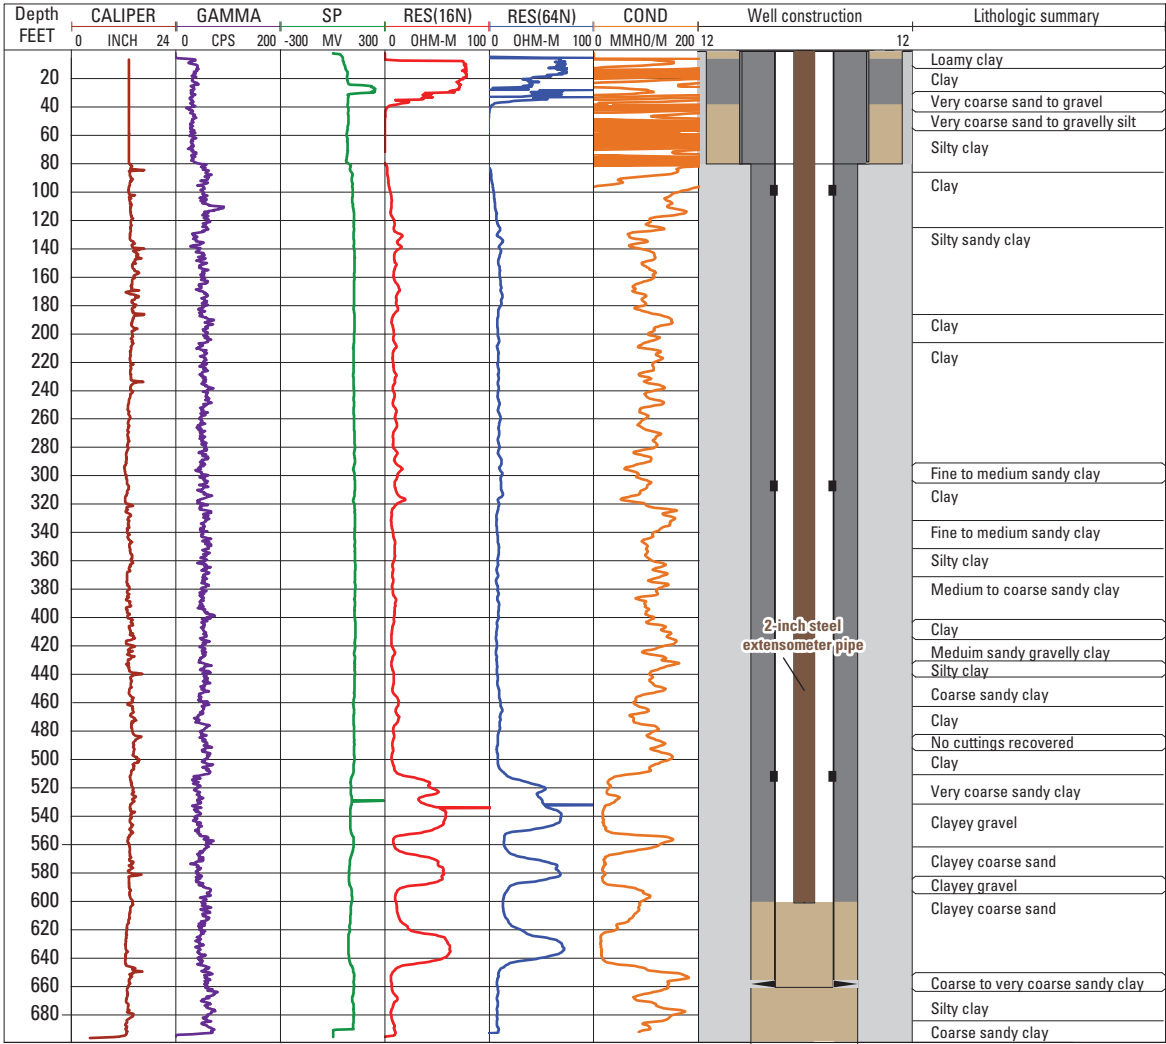 Depth FEET
CALIPER GAMMA SP RES(16N) RES(64N) COND Well construction Lithologic summary
0 INCH 24 0 CPS 200 -300 MV 300 0 OHM-M 100 0 OHM-M 100 0 MMHO/M 200 12 12
20
40
60
80
100
120
140
160
180
200
220
240
260
280
300
320
340
360
380
400
420
440
460
480
500
520
540
560
580
600
620
640
660
680
2-inch steel
extensometer pipe
Loamy clay
Clay
Very coarse sand to gravel
Very coarse sand to gravelly silt
Silty clay
Clay
Silty sandy clay
Clay
Clay
Fine to medium sandy clay
Clay
Fine to medium sandy clay
Silty clay
Medium to coarse sandy clay
Clay
Meduim sandy gravelly clay
Silty clay
Coarse sandy clay
Clay
No cuttings recovered
Clay
Very coarse sandy clay
Clayey gravel
Clayey coarse sand
Clayey gravel
Clayey coarse sand
Coarse to very coarse sandy clay
Silty clay
Coarse sandy clay